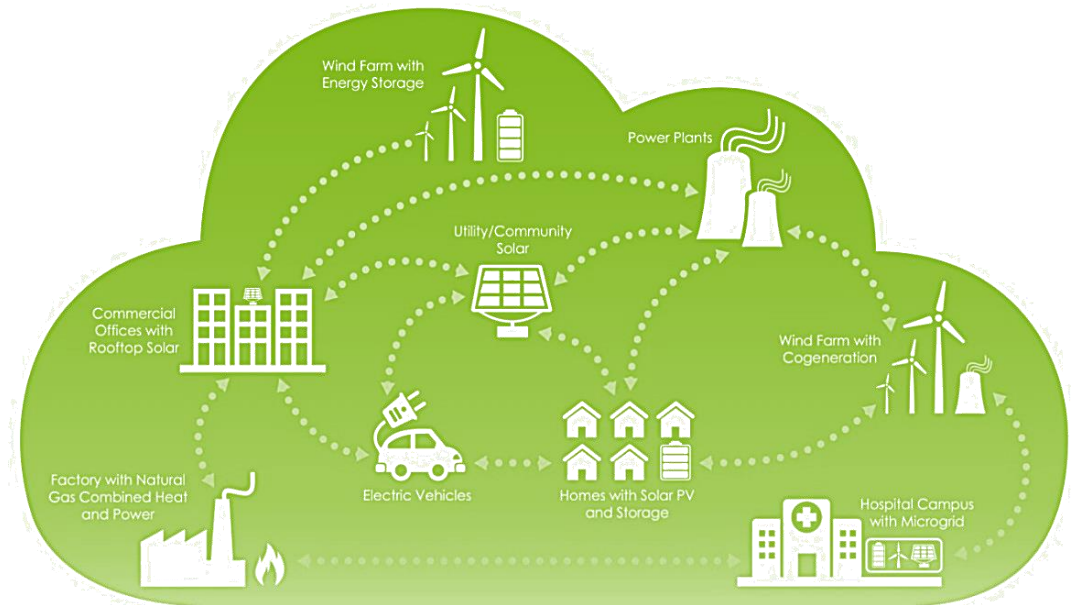 Wind Farm with
Energy Storage
Power Plants
Utility/Community
Solar
Commercial
Offices with
Rooftop Solar
Wind Farm with
Cogeneration
Factory with Natural
Gas Combined Heat
and Power
Electric Vehicles
Homes with Solar PV
and Storage
Hospital Campus
with Microgrid